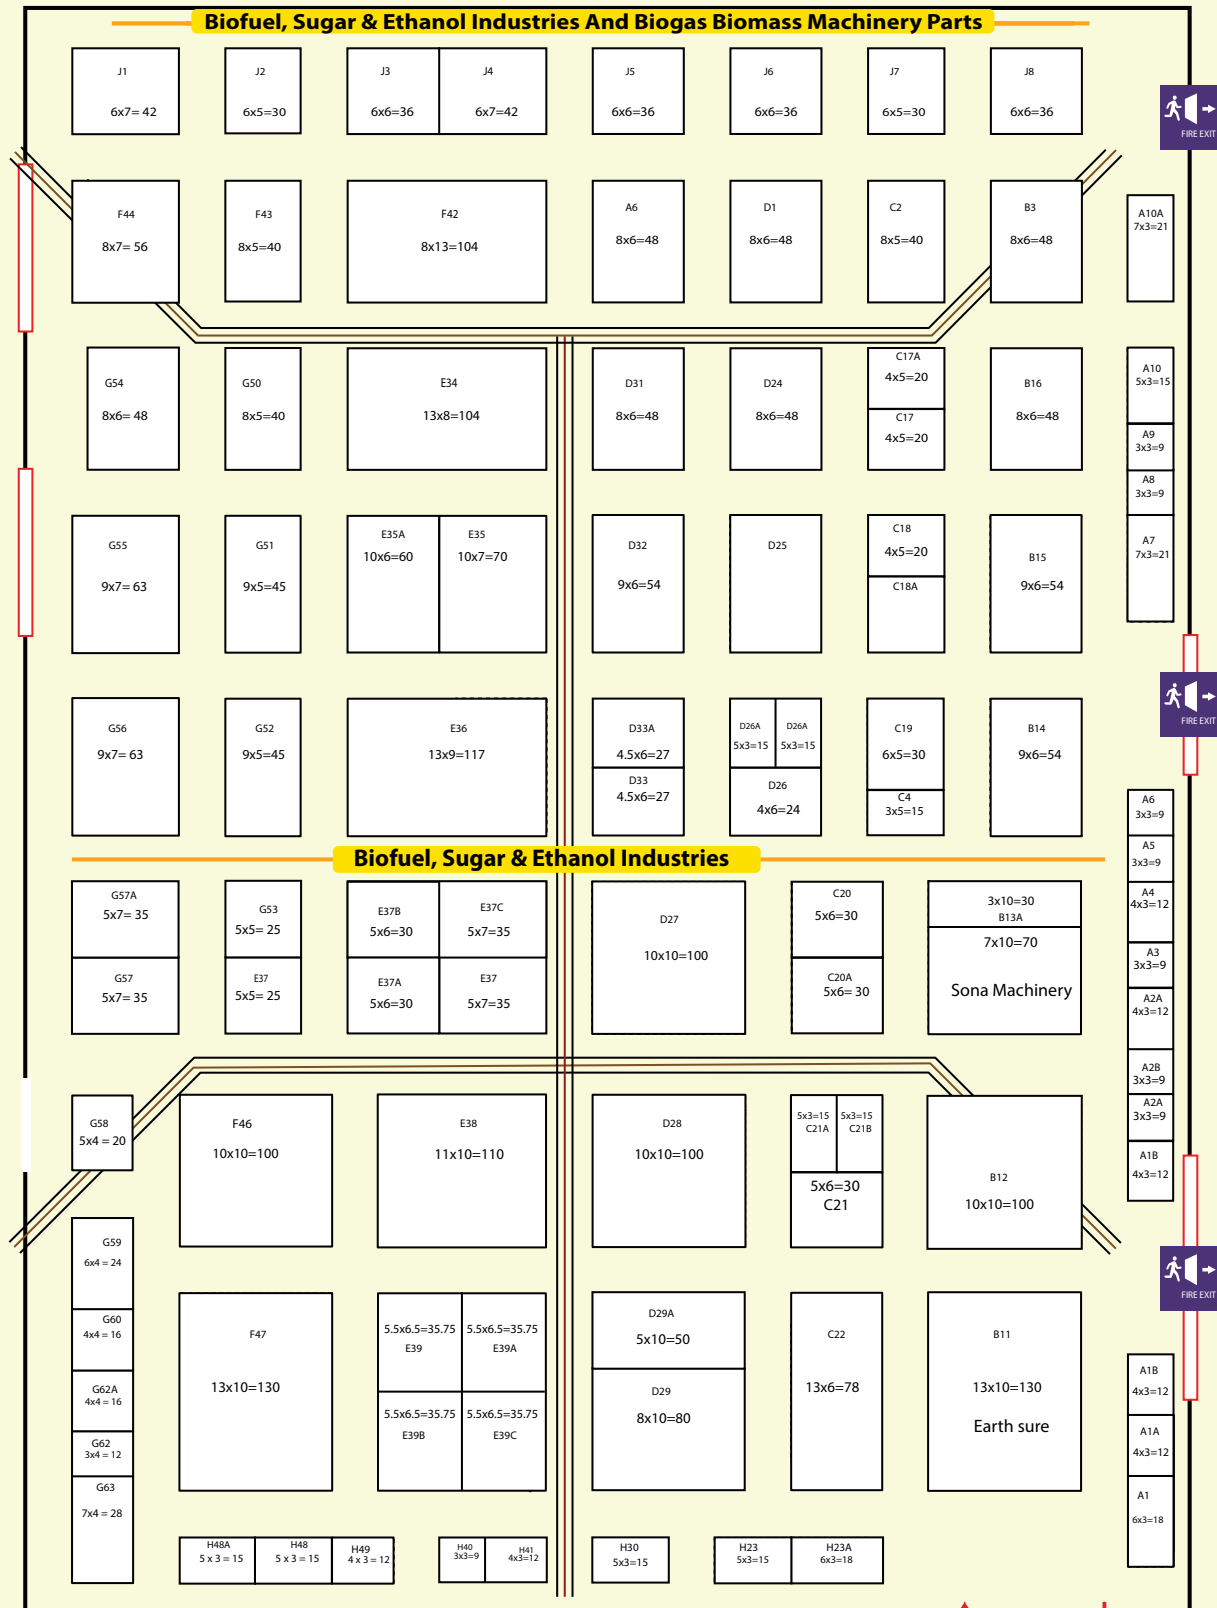 Biofuel, Sugar & Ethanol Industries And Biogas Biomass Machinery Parts
J1
6x7= 42
J2
6x5=30
J3
6x6=36
J4
6x7=42
J5
6x6=36
J6
6x6=36
J7
6x5=30
J8
6x6=36
FIRE EXIT
F44
8x7= 56
F43
8x5=40
F42
8x13=104
A6
8x6=48
D1
8x6=48
C2
8x5=40
B3
8x6=48
A10A
7x3=21
G54
8x6= 48
G50
8x5=40
E34
13x8=104
D31
8x6=48
D24
8x6=48
C17A
4x5=20
C17
4x5=20
B16
8x6=48
A10
5x3=15
A9
3x3=9
A8
3x3=9
A7
7x3=21
G55
9x7= 63
G51
9x5=45
E35A
10x6=60
E35
10x7=70
D32
9x6=54
D25
C18
4x5=20
C18A
B15
9x6=54
FIRE EXIT
G56
9x7= 63
G52
9x5=45
E36
13x9=117
D33A
4.5x6=27
D33
4.5x6=27
D26A
5x3=15
D26A
5x3=15
D26
4x6=24
C19
6x5=30
C4
3x5=15
B14
9x6=54
A6
3x3=9
A5
3x3=9
A4
4x3=12
A3
3x3=9
A2A
4x3=12
A2B
3x3=9
A2A
3x3=9
A1B
4x3=12
Biofuel, Sugar & Ethanol Industries
G57A
5x7= 35
G57
5x7= 35
G53
5x5= 25
E37
5x5= 25
E37B
5x6=30
E37C
5x7=35
E37A
5x6=30
E37
5x7=35
D27
10x10=100
C20
5x6=30
C20A
5x6= 30
3x10=30
B13A
7x10=70
Sona Machinery
G58
5x4 = 20
F46
10x10=100
E38
11x10=110
D28
10x10=100
5x3=15
C21A
5x3=15
C21B
5x6=30
C21
B12
10x10=100
FIRE EXIT
G59
6x4 = 24
G60
4x4 = 16
G62A
4x4 = 16
G62
3x4 = 12
G63
7x4 = 28
F47
13x10=130
5.5x6.5=35.75
E39
5.5x6.5=35.75
E39A
5.5x6.5=35.75
E39B
5.5x6.5=35.75
E39C
D29A
5x10=50
D29
8x10=80
C22
13x6=78
B11
13x10=130
Earth sure
A1B
4x3=12
A1A
4x3=12
A1
6x3=18
H48A
5 x 3 = 15
H48
5 x 3 = 15
H49
4 x 3 = 12
H40
3x3=9
H41
4x3=12
H30
5x3=15
H23
5x3=15
H23A
6x3=18